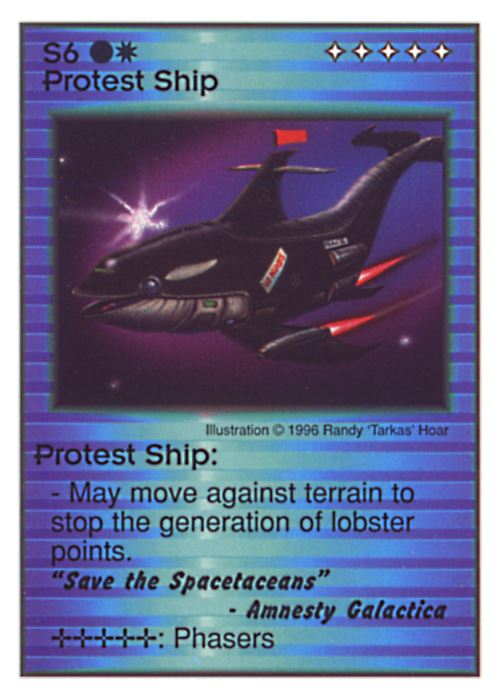 S6
Protest Ship
Illustration © 1996 Randy 'Tarkas' Hoar
Protest Ship:
- May move against terrain to
stop the generation of lobster
points.
"Save the Spacetaceans"
- Amnesty Galactica
: Phasers